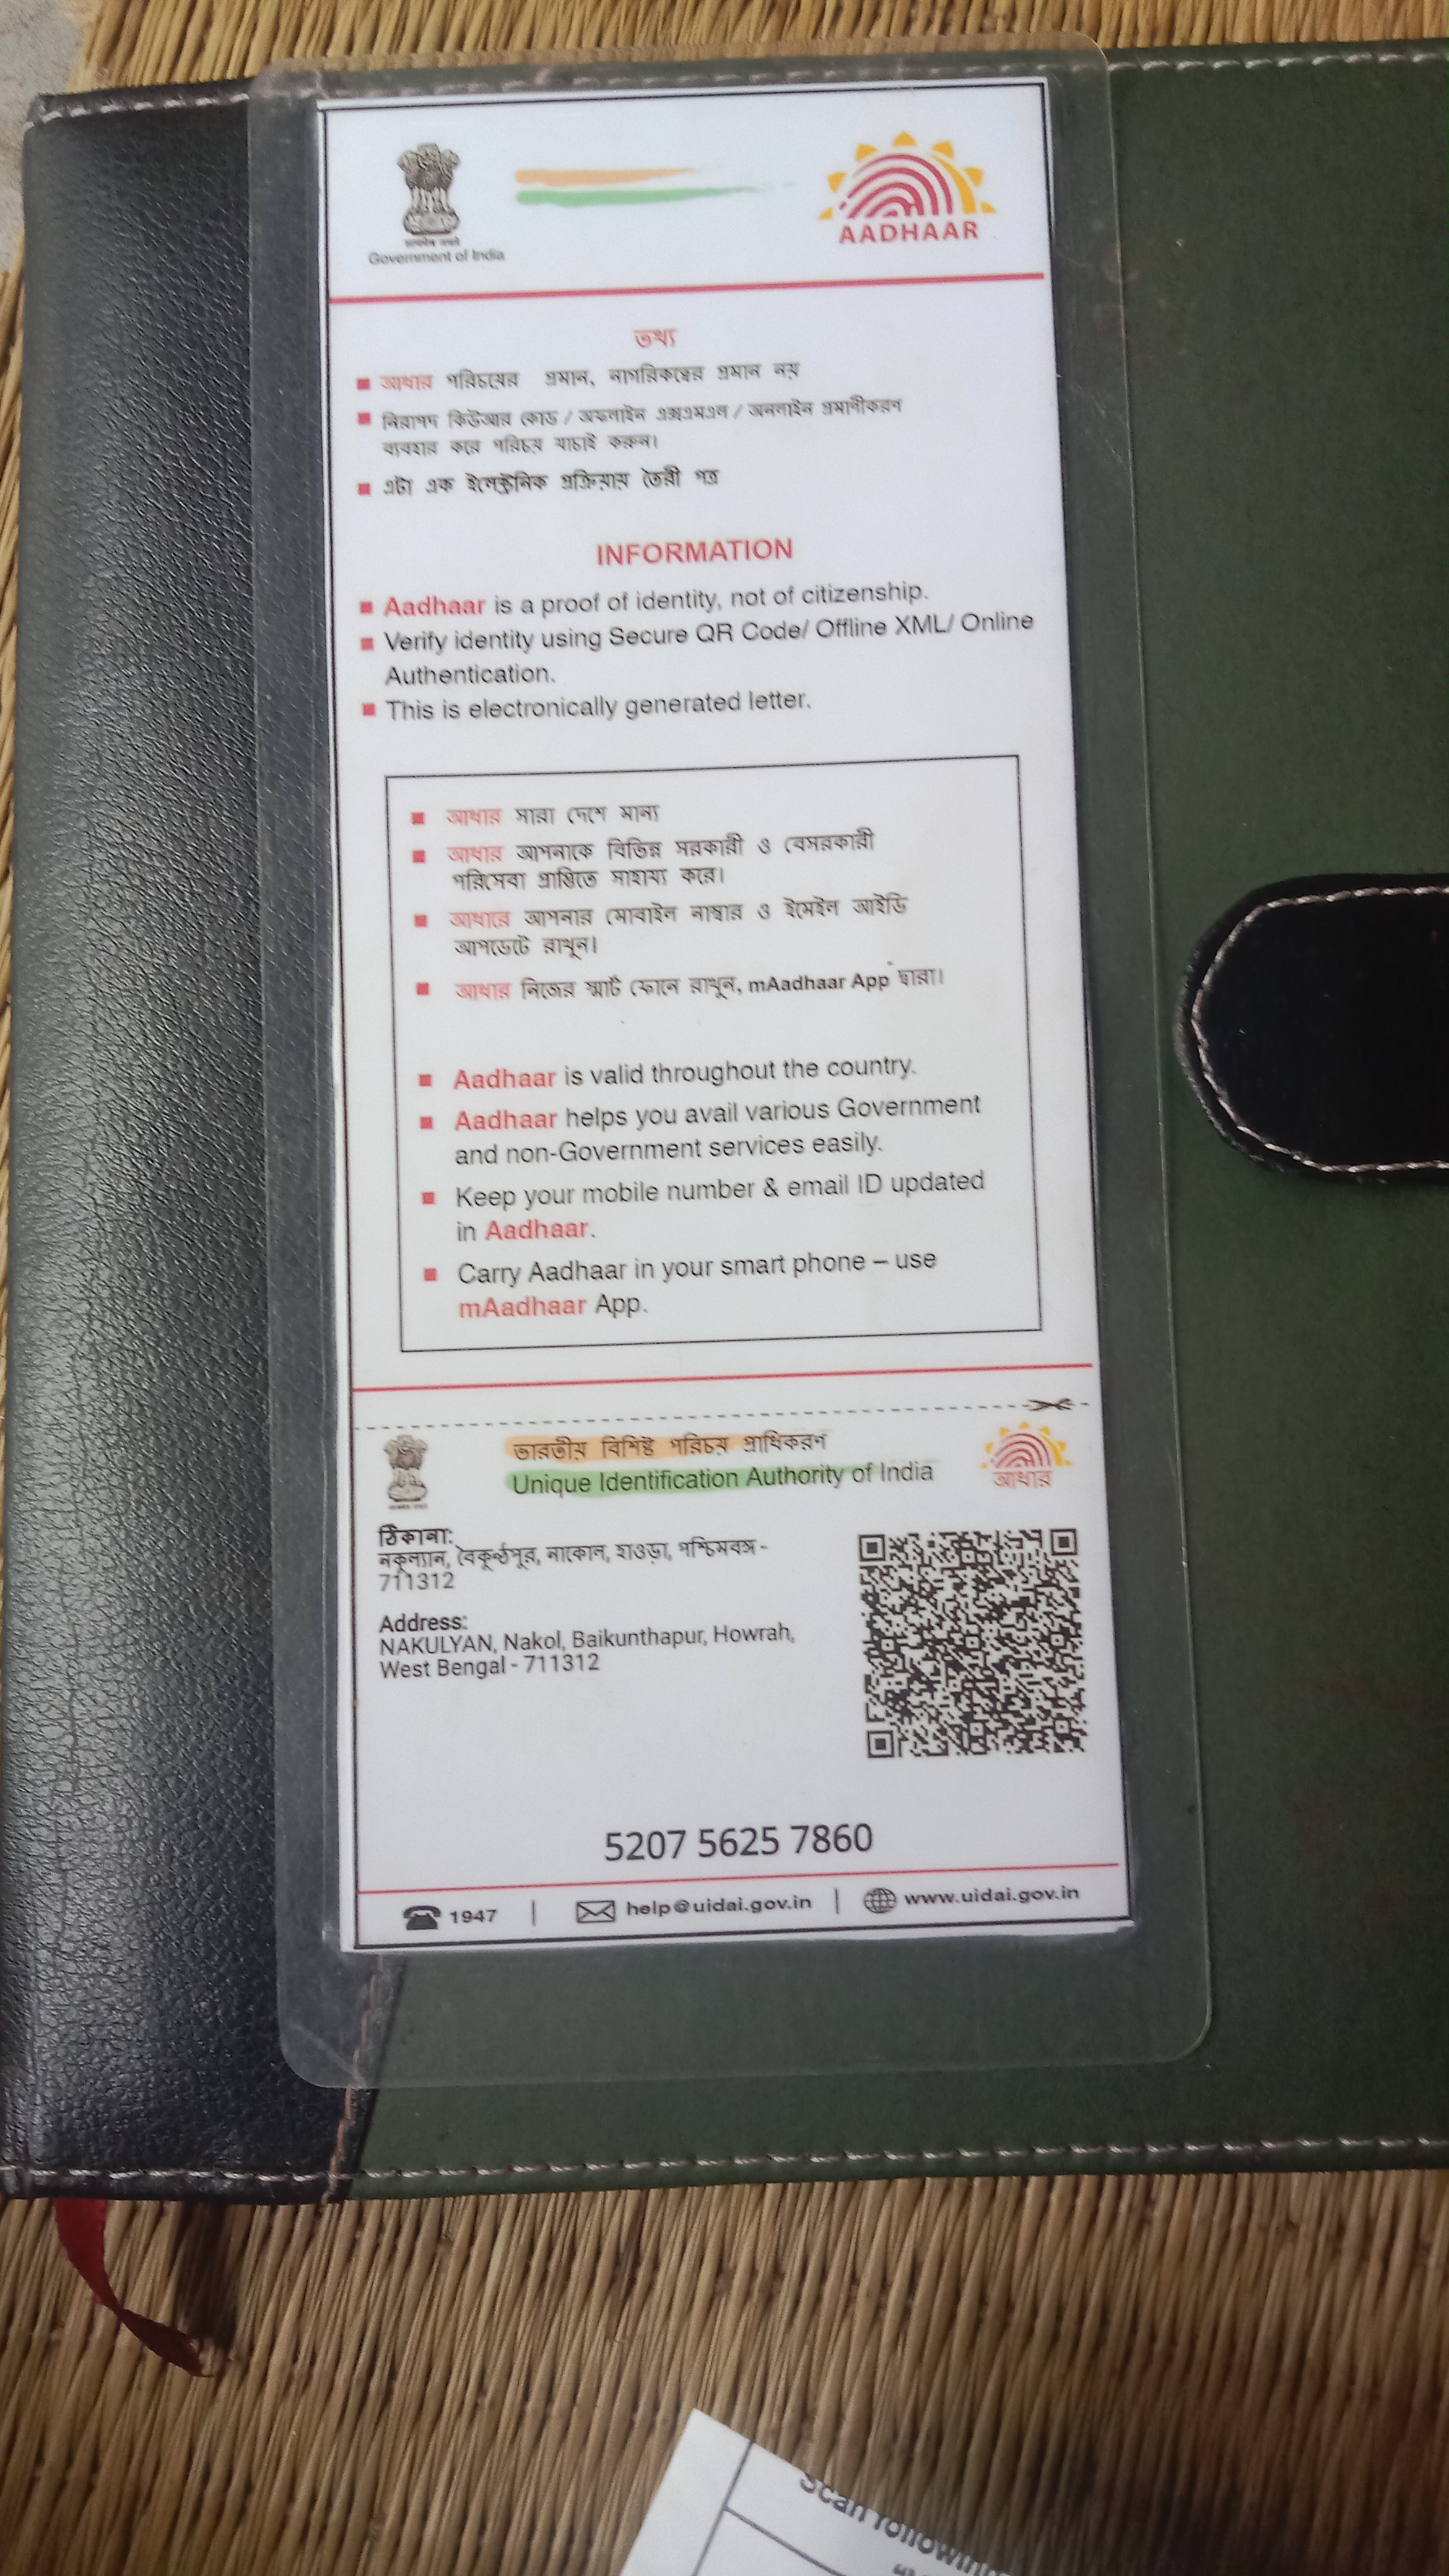 Government of India
AADHAAR
তথ্য
আধার পরিচয়ের প্রমান, নাগরিকত্বের প্রমান নয়
নিরাপদ কিউআর কোড / অফলাইন এক্সএমএল / অনলাইন প্রমাণীকরণ
ব্যবহার করে পরিচয় যাচাই করুন।
এটা এক ইলেক্ট্রনিক প্রক্রিয়ায় তৈরী পত্র
INFORMATION
Aadhaar is a proof of identity, not of citizenship.
Verify identity using Secure QR Code/ Offline XML/ Online
Authentication.
This is electronically generated letter.
আধার সারা দেশে মান্য
আধার আপনাকে বিভিন্ন সরকারী ও বেসরকারী
পরিসেবা প্রাপ্তিতে সাহায্য করে।
আধারে আপনার মোবাইল নাম্বার ও ইমেইল আইডি
আপডেটে রাখুন।
আধার নিজের স্মার্ট ফোনে রাখুন, mAadhaar App দ্বারা।
Aadhaar is valid throughout the country.
Aadhaar helps you avail various Government
and non-Government services easily.
Keep your mobile number & email ID updated
in Aadhaar.
Carry Aadhaar in your smart phone – use
mAadhaar App.
ভারতীয় বিশিষ্ট পরিচয় প্রাধিকরণ
Unique Identification Authority of India
আধার
ঠিকানা:
নকুল্যান, বৈকুন্ঠপুর, নাকোল, হাওড়া, পশ্চিমবঙ্গ -
711312
Address:
NAKULYAN, Nakol, Baikunthapur, Howrah,
West Bengal - 711312
5207 5625 7860
1947 | help@uidai.gov.in | www.uidai.gov.in
Scan